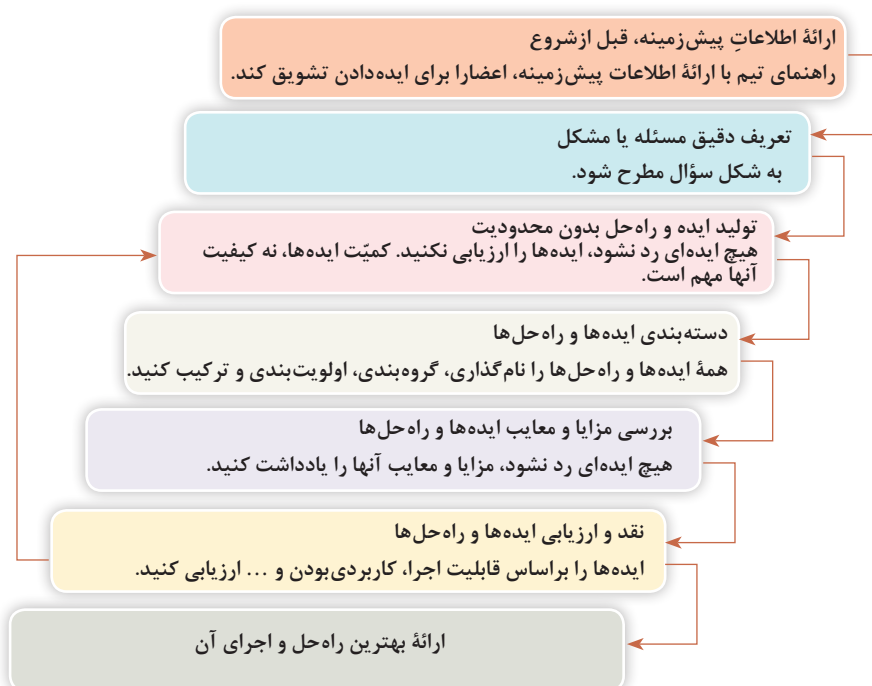 ارائهٔ اطلاعاتِ پیش‌زمینه، قبل ازشروع
راهنمای تیم با ارائهٔ اطلاعات پیش‌زمینه، اعضارا برای ایده‌دادن تشویق کند.
تعریف دقیق مسئله یا مشکل
به شکل سؤال مطرح شود.
تولید ایده و راه‌حل بدون محدودیت
هیچ ایده‌ای رد نشود، ایده‌ها را ارزیابی نکنید. کمیّت ایده‌ها، نه کیفیت
آنها مهم است.
دسته‌بندی ایده‌ها و راه‌حل‌ها
همهٔ ایده‌ها و راه‌حل‌ها را نام‌گذاری، گروه‌بندی، اولویت‌بندی و ترکیب کنید.
بررسی مزایا و معایب ایده‌ها و راه‌حل‌ها
هیچ ایده‌ای رد نشود، مزایا و معایب آنها را یادداشت کنید.
نقد و ارزیابی ایده‌ها و راه‌حل‌ها
ایده‌ها را براساس قابلیت اجرا، کاربردی‌بودن و ... ارزیابی کنید.
ارائهٔ بهترین راه‌حل و اجرای آن